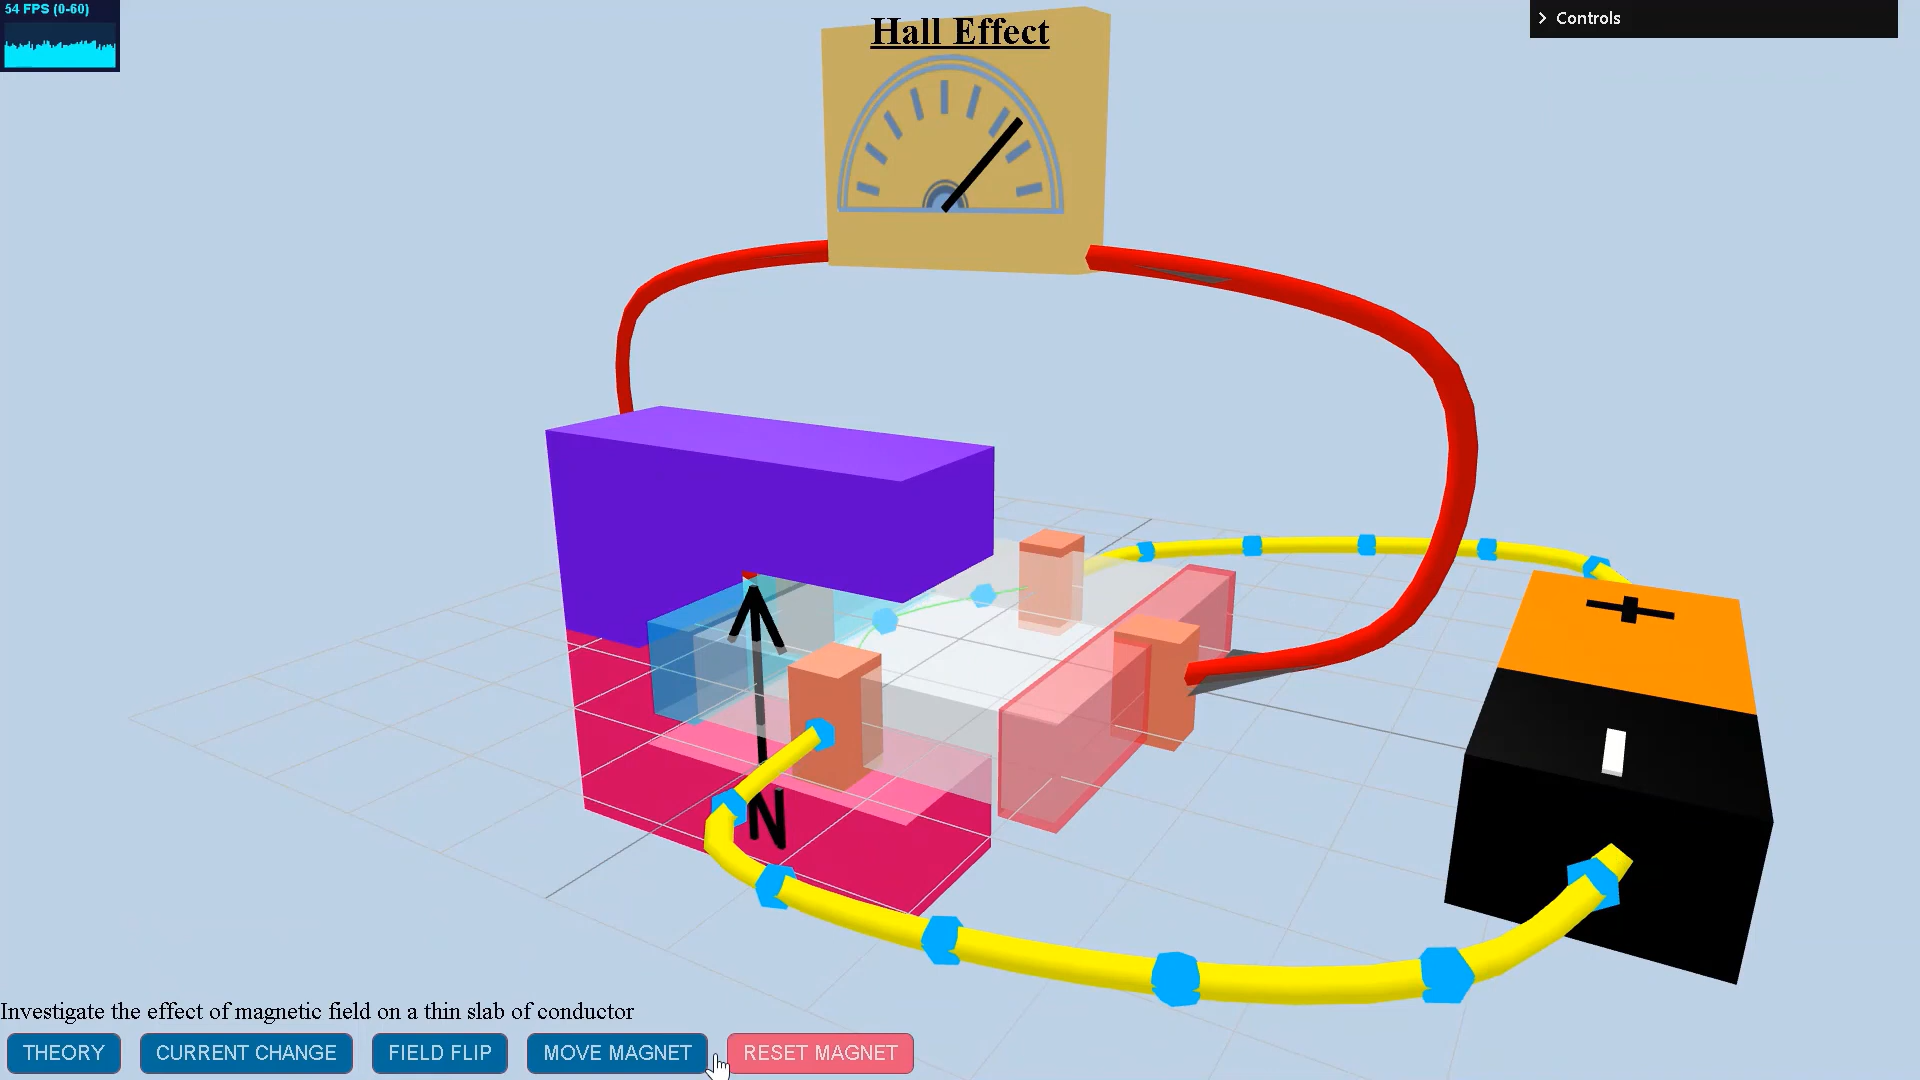 54 FPS (0-60)
Hall Effect
Controls
+
N
Investigate the effect of magnetic field on a thin slab of conductor
THEORY
CURRENT CHANGE
FIELD FLIP
MOVE MAGNET
RESET MAGNET